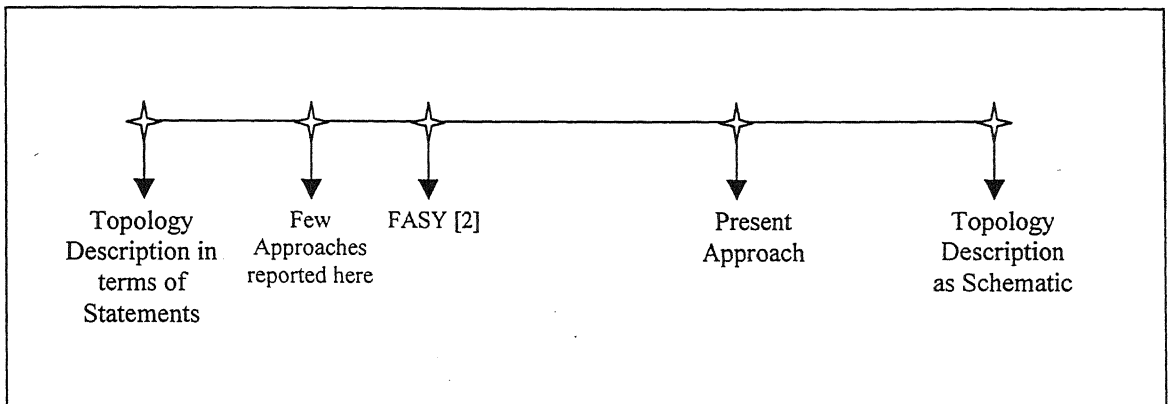 Topology
Description in
terms of
Statements
Few
Approaches
reported here
FASY [2]
Present
Approach
Topology
Description
as Schematic